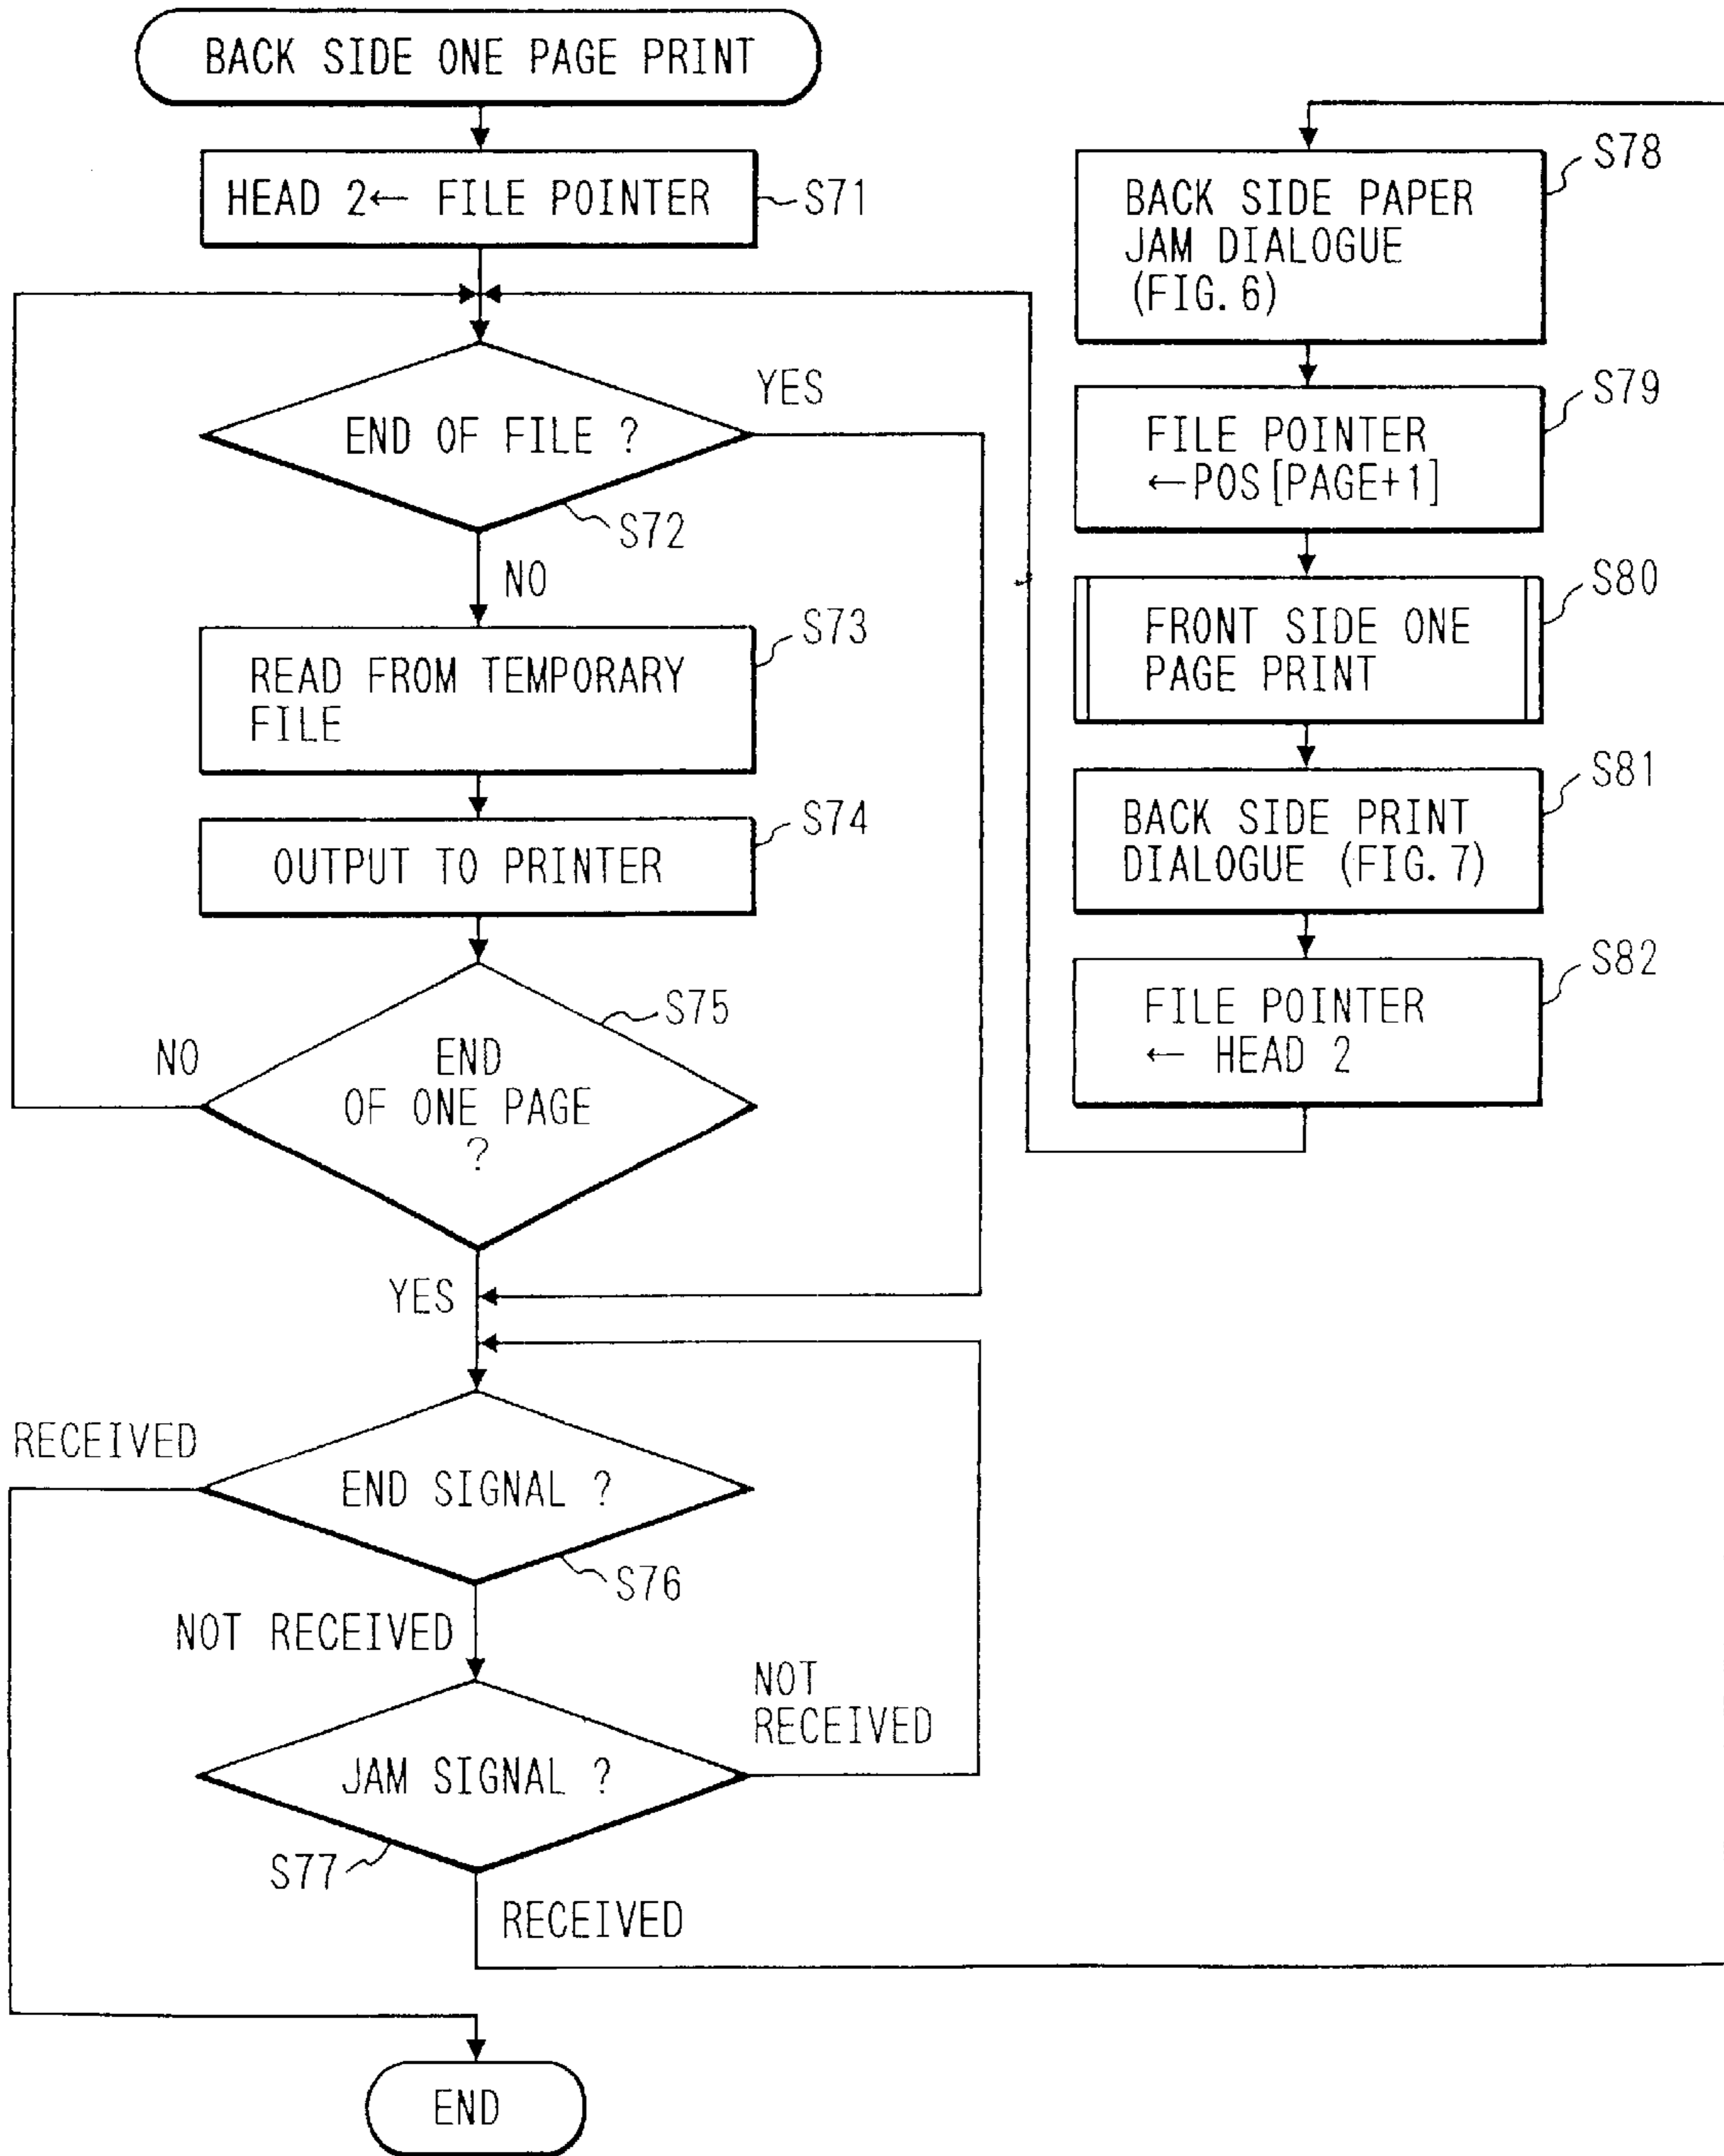 BACK SIDE ONE PAGE PRINT
HEAD 2← FILE POINTER
S71
END OF FILE ?
YES
S72
NO
READ FROM TEMPORARY
FILE
S73
OUTPUT TO PRINTER
S74
END
OF ONE PAGE
?
S75
NO
YES
END SIGNAL ?
RECEIVED
S76
NOT RECEIVED
JAM SIGNAL ?
NOT
RECEIVED
S77
RECEIVED
END
BACK SIDE PAPER
JAM DIALOGUE
(FIG. 6)
S78
FILE POINTER
←POS[PAGE+1]
S79
FRONT SIDE ONE
PAGE PRINT
S80
BACK SIDE PRINT
DIALOGUE (FIG. 7)
S81
FILE POINTER
← HEAD 2
S82